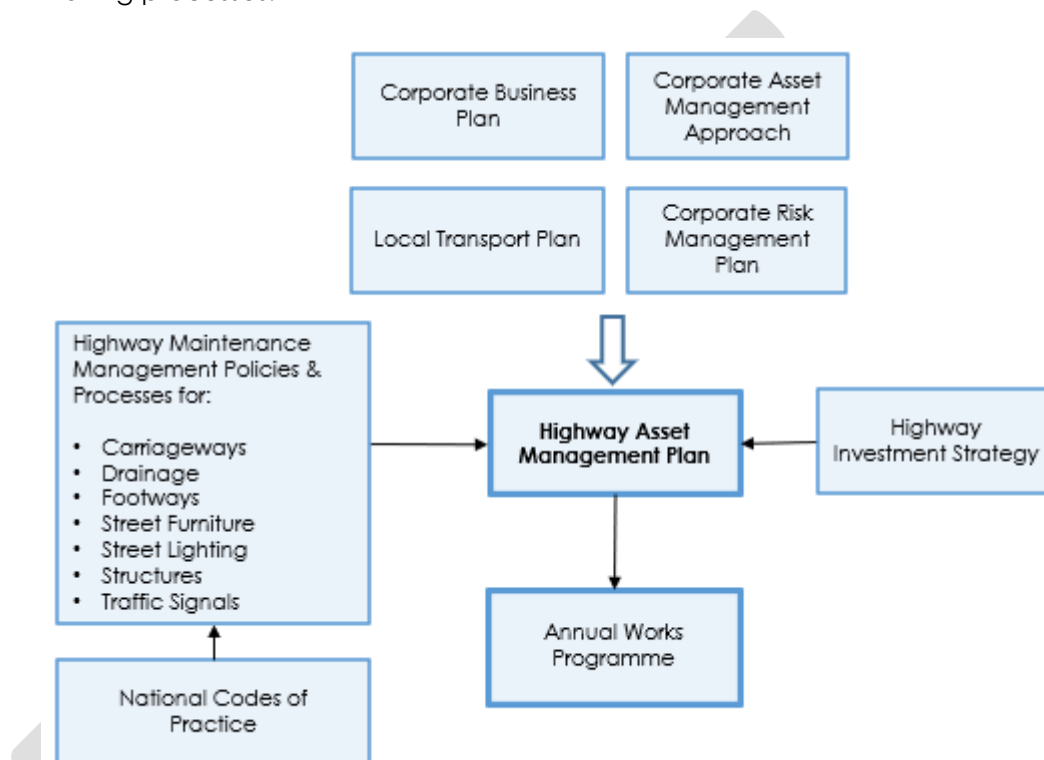 Corporate Business
Plan
Corporate Asset
Management
Approach
Local Transport Plan
Corporate Risk
Management
Plan
Highway Maintenance
Management Policies &
Processes for:
• Carriageways
• Drainage
• Footways
• Street Furniture
• Street Lighting
• Structures
• Traffic Signals
Highway Asset
Management Plan
Highway
Investment Strategy
Annual Works
Programme
National Codes of
Practice